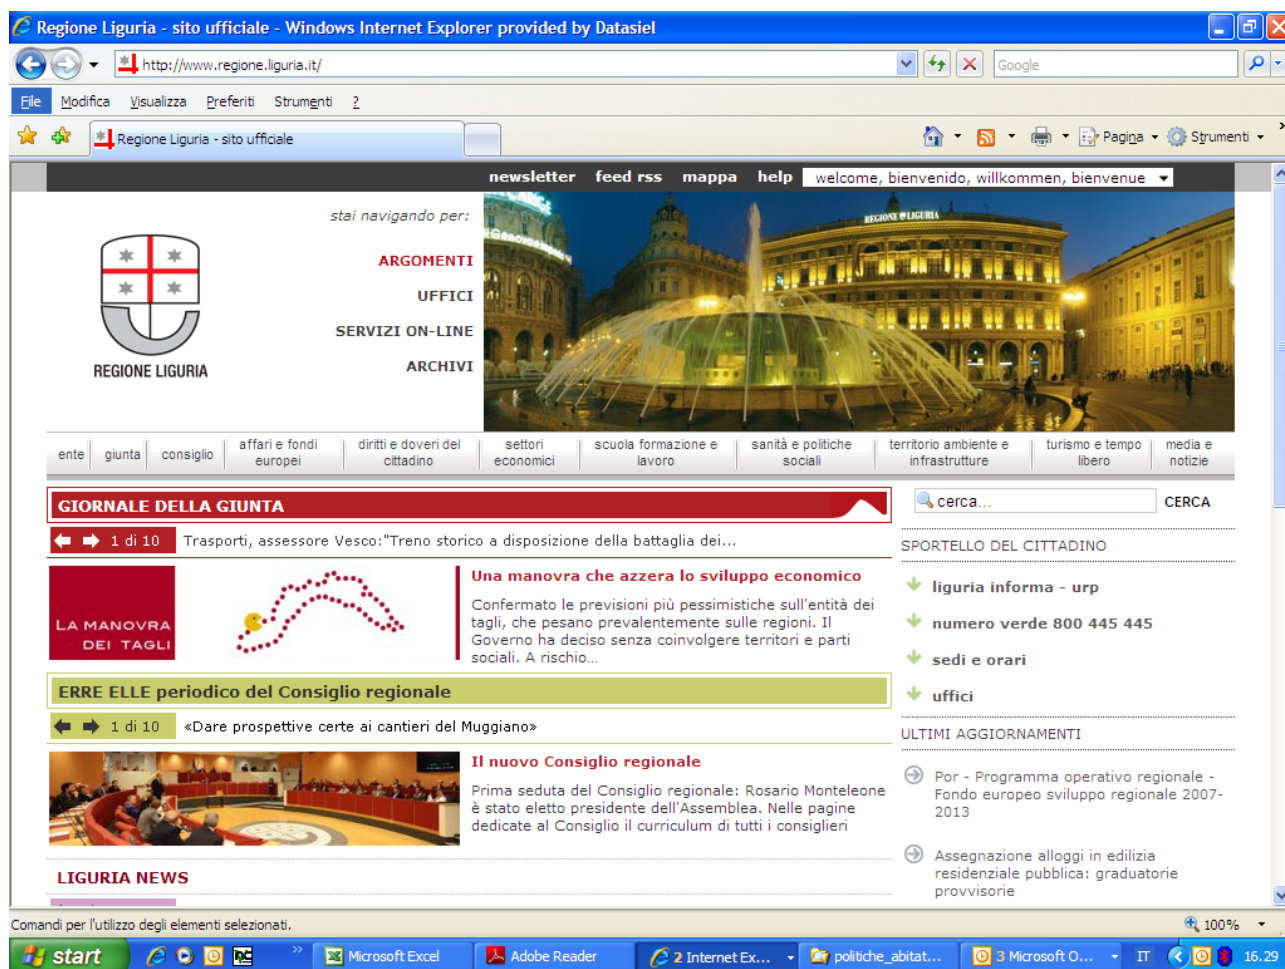 Regione Liguria - sito ufficiale - Windows Internet Explorer provided by Datasiel
http://www.regione.liguria.it/
Google
File Modifica Visualizza Preferiti Strumenti ?
Regione Liguria - sito ufficiale
Pagina Strumenti
newsletter feed rss mappa help welcome, bienvenido, willkommen, bienvenue
stai navigando per:
ARGOMENTI
UFFICI
SERVIZI ON-LINE
ARCHIVI
REGIONE LIGURIA
REGIONE LIGURIA
ente giunta consiglio affari e fondi europei diritti e doveri del cittadino settori economici scuola formazione e lavoro sanità e politiche sociali territorio ambiente e infrastrutture turismo e tempo libero media e notizie
GIORNALE DELLA GIUNTA
1 di 10 Trasporti, assessore Vesco:"Treno storico a disposizione della battaglia dei...
LA MANOVRA
DEI TAGLI
Una manovra che azzera lo sviluppo economico
Confermato le previsioni più pessimistiche sull'entità dei
tagli, che pesano prevalentemente sulle regioni. Il
Governo ha deciso senza coinvolgere territori e parti
sociali. A rischio...
ERRE ELLE periodico del Consiglio regionale
1 di 10 «Dare prospettive certe ai cantieri del Muggiano»
Il nuovo Consiglio regionale
Prima seduta del Consiglio regionale: Rosario Monteleone
è stato eletto presidente dell'Assemblea. Nelle pagine
dedicate al Consiglio il curriculum di tutti i consiglieri
LIGURIA NEWS
cerca... CERCA
SPORTELLO DEL CITTADINO
liguria informa - urp
numero verde 800 445 445
sedi e orari
uffici
ULTIMI AGGIORNAMENTI
Por - Programma operativo regionale -
Fondo europeo sviluppo regionale 2007-
2013
Assegnazione alloggi in edilizia
residenziale pubblica: graduatorie
provvisorie
Comandi per l'utilizzo degli elementi selezionati.
100%
start Microsoft Excel Adobe Reader 2 Internet Ex... politiche_abitat... 3 Microsoft O... IT 16.29